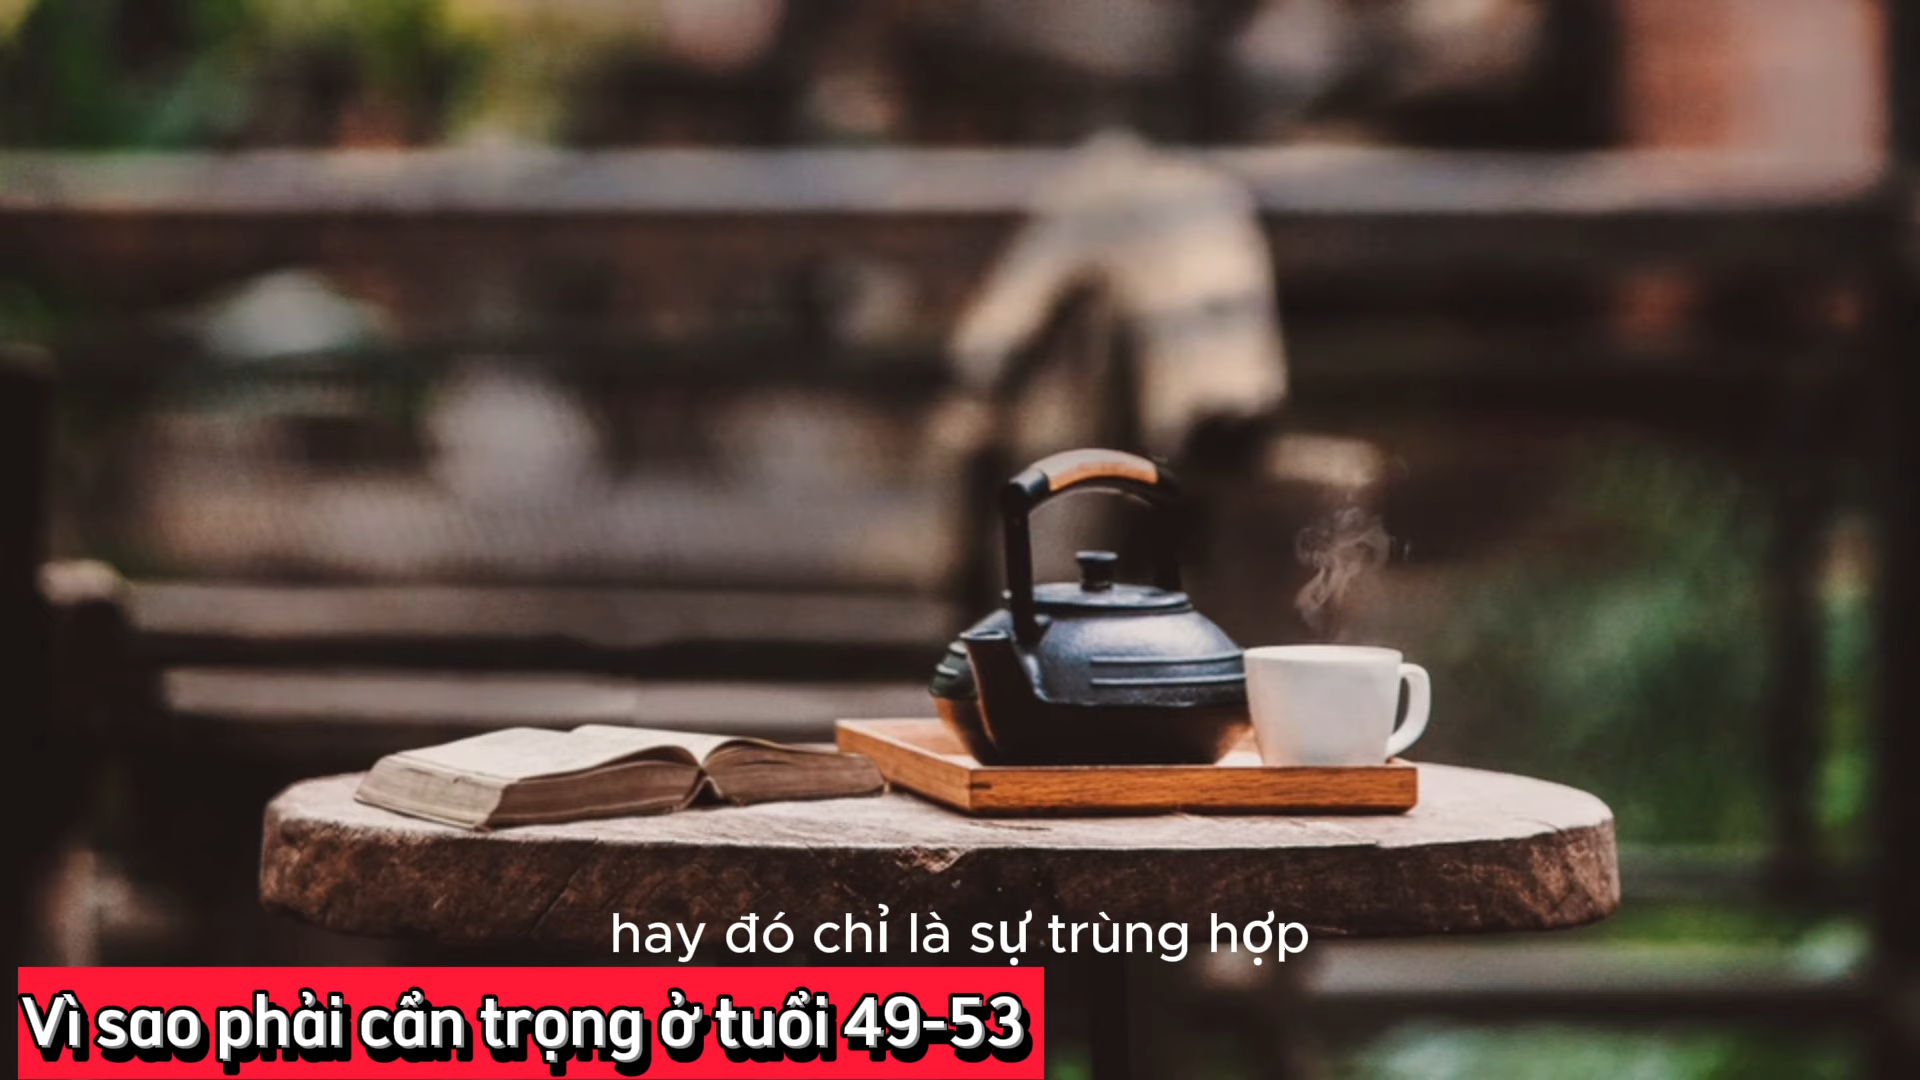 hay đó chỉ là sự trùng hợp
Vì sao phải cẩn trọng ở tuổi 49-53